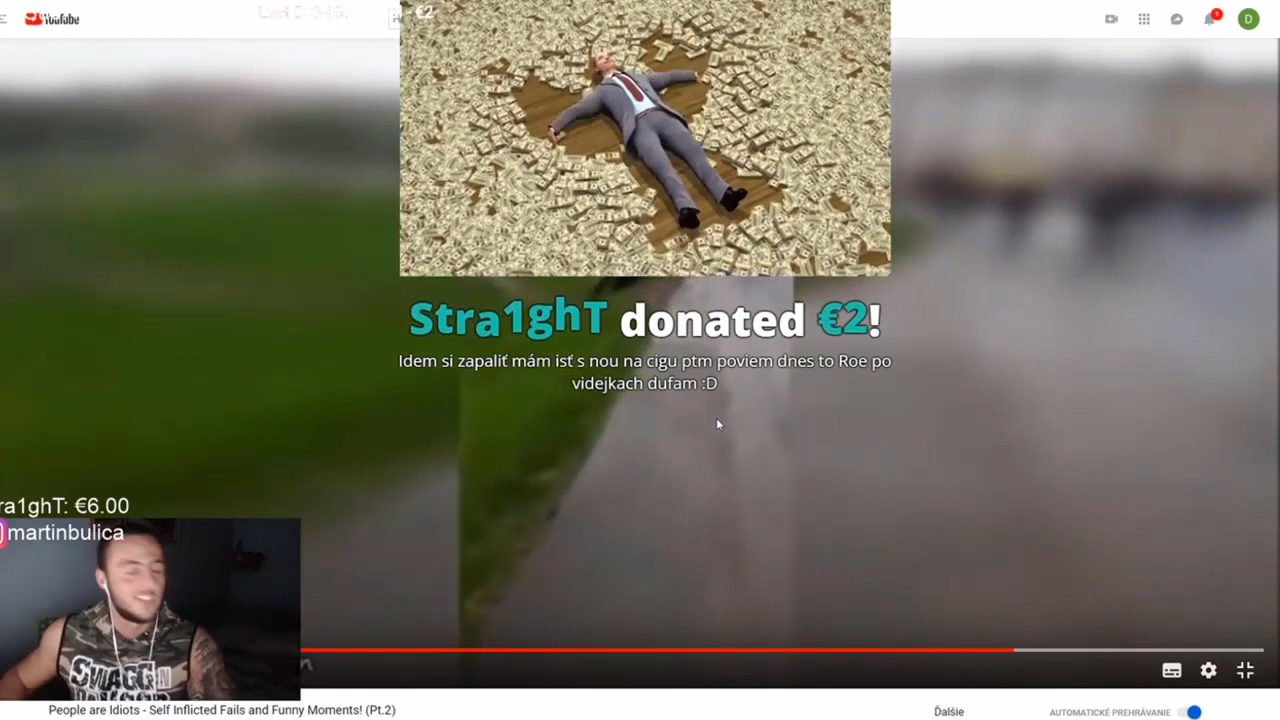 YouTube
€2
1
D
Stra1ghT donated €2!
Idem si zapaliť mám isť s nou na cigu ptm poviem dnes to Roe po
videjkach dufam :D
ra1ghT: €6.00
martinbulica
SWAGG N
People are Idiots - Self Inflicted Fails and Funny Moments! (Pt.2)
Ďalšie
AUTOMATICKÉ PREHRÁVANIE